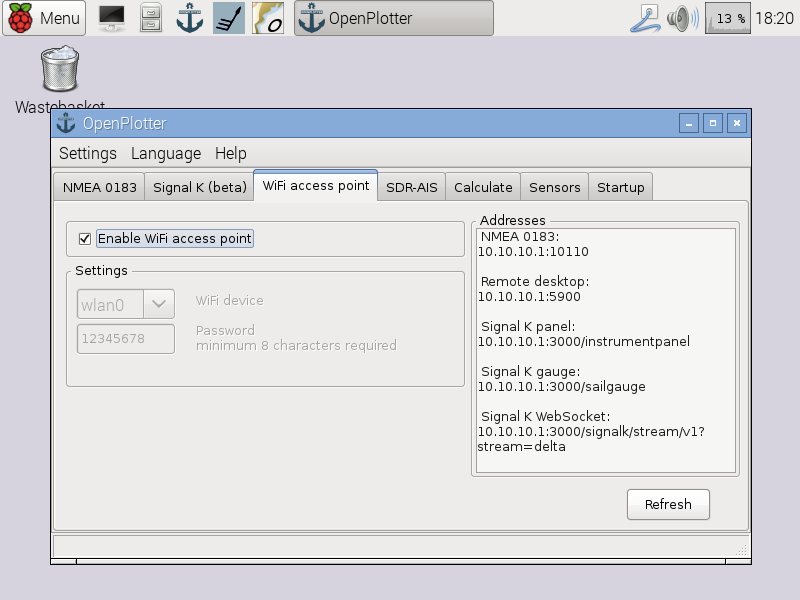 Menu
OpenPlotter
13 %
18:20
Wastebasket
OpenPlotter
Settings Language Help
NMEA 0183 Signal K (beta) WiFi access point SDR-AIS Calculate Sensors Startup
Enable WiFi access point
Settings
wlan0 WiFi device
12345678 Password
minimum 8 characters required
Addresses
NMEA 0183:
10.10.10.1:10110
Remote desktop:
10.10.10.1:5900
Signal K panel:
10.10.10.1:3000/instrumentpanel
Signal K gauge:
10.10.10.1:3000/sailgauge
Signal K WebSocket:
10.10.10.1:3000/signalk/stream/v1?
stream=delta
Refresh